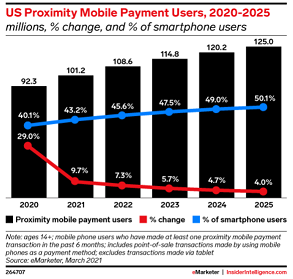 US Proximity Mobile Payment Users, 2020-2025
millions, % change, and % of smartphone users
125.0
120.2
114.8
108.6
101.2
92.3
40.1% 43.2% 45.6% 47.5% 49.0% 50.1%
29.0%
9.7% 7.3% 5.7% 4.7% 4.0%
2020 2021 2022 2023 2024 2025
Proximity mobile payment users % change % of smartphone users
Note: ages 14+; mobile phone users who have made at least one proximity mobile payment
transaction in the past 6 months; includes point-of-sale transactions made by using mobile
phones as a payment method; excludes transactions made via tablet
Source: eMarketer, March 2021
264707 eMarketer | InsiderIntelligence.com